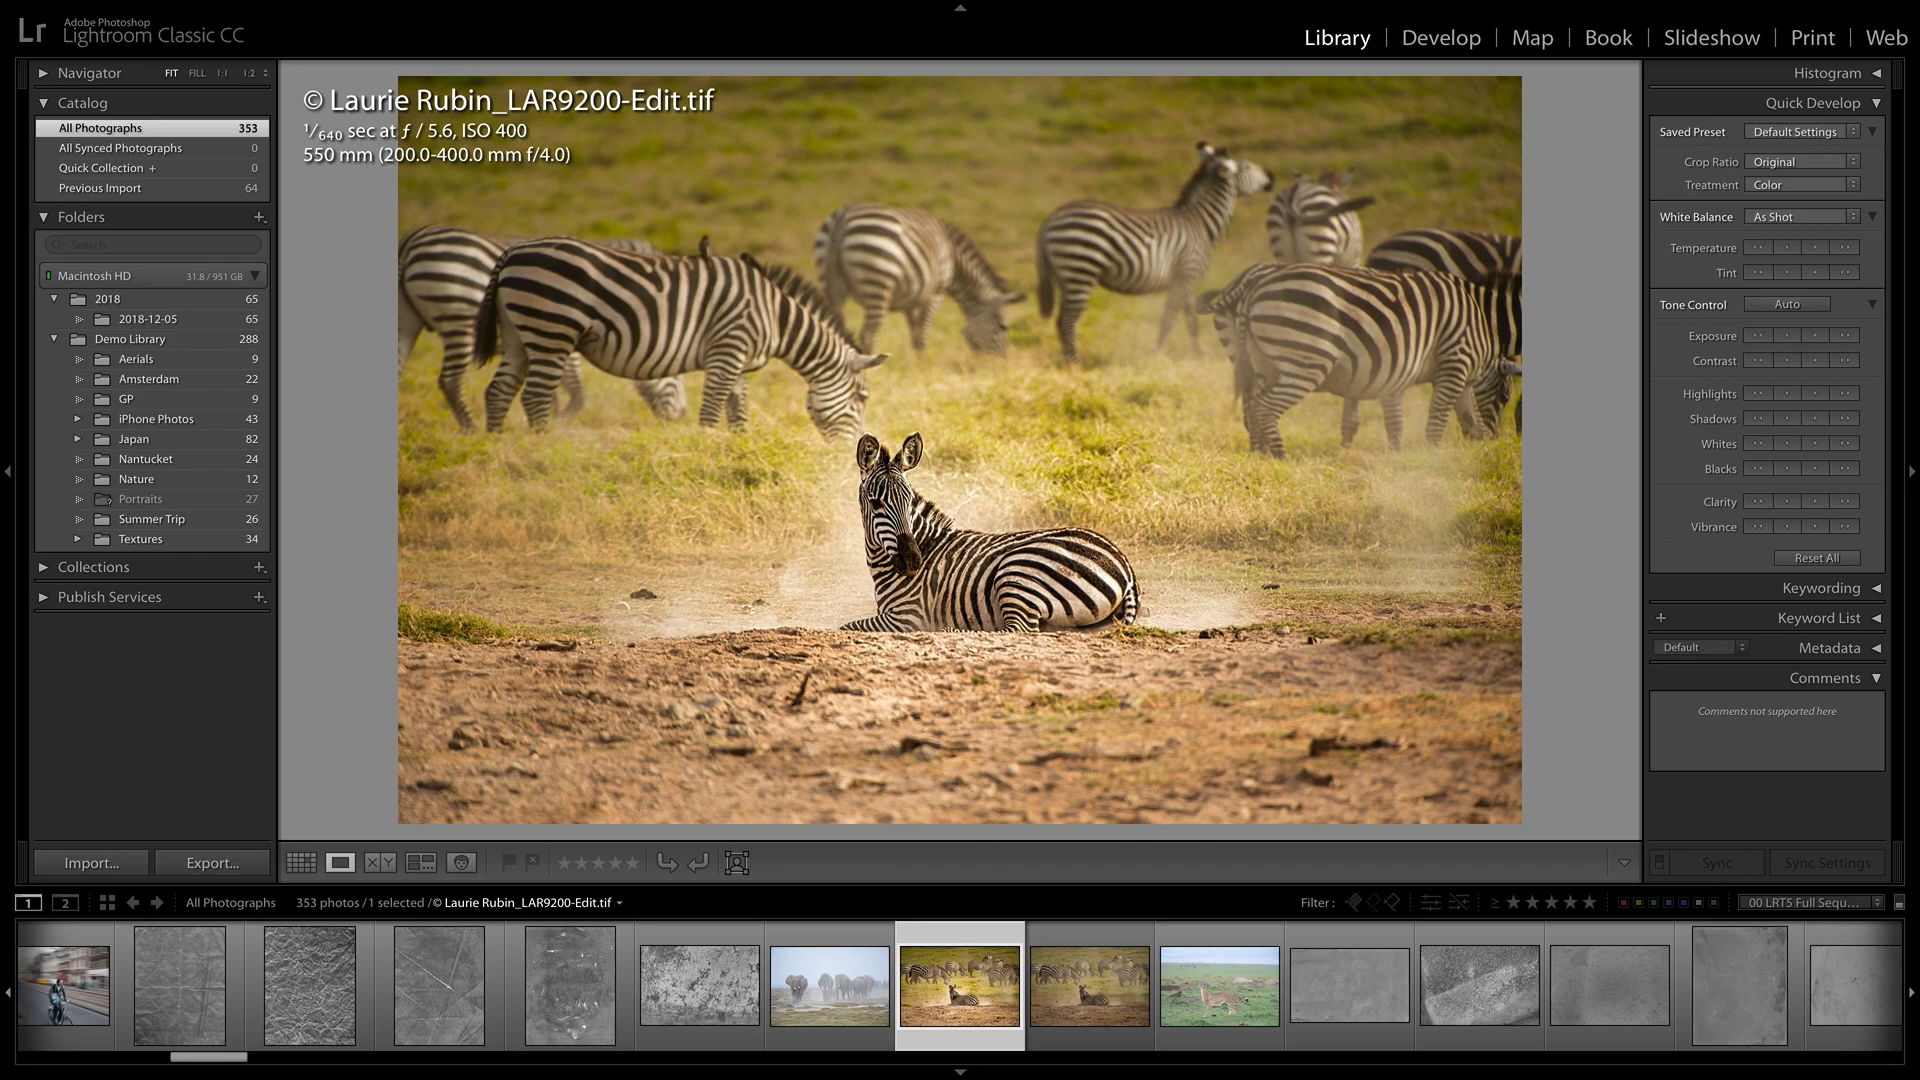 Lr Adobe Photoshop
Lightroom Classic CC
Library | Develop | Map | Book | Slideshow | Print | Web
Navigator FIT FILL 1:1 1:2
Catalog
All Photographs 353
All Synced Photographs 0
Quick Collection + 0
Previous Import 64
Folders
Search
Macintosh HD 31.8 / 951 GB
2018 65
2018-12-05 65
Demo Library 288
Aerials 9
Amsterdam 22
GP 9
iPhone Photos 43
Japan 82
Nantucket 24
Nature 12
Portraits 27
Summer Trip 26
Textures 34
Collections
Publish Services
Import... Export...
© Laurie Rubin_LAR9200-Edit.tif
1/640 sec at ƒ / 5.6, ISO 400
550 mm (200.0-400.0 mm f/4.0)
XY
Histogram
Quick Develop
Saved Preset Default Settings
Crop Ratio Original
Treatment Color
White Balance As Shot
Temperature
Tint
Tone Control Auto
Exposure
Contrast
Highlights
Shadows
Whites
Blacks
Clarity
Vibrance
Reset All
Keywording
Keyword List
Default Metadata
Comments
Comments not supported here
Sync Sync Settings
1 2 All Photographs 353 photos / 1 selected / © Laurie Rubin_LAR9200-Edit.tif
Filter : ≥ 00 LRT5 Full Sequ...